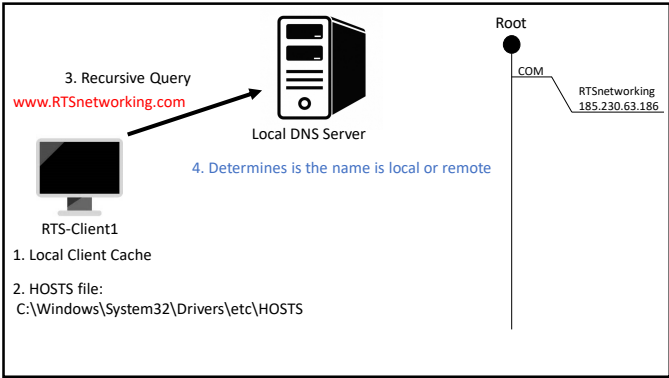 Root
COM
RTSnetworking
185.230.63.186
3. Recursive Query
www.RTSnetworking.com
Local DNS Server
4. Determines is the name is local or remote
RTS-Client1
1. Local Client Cache
2. HOSTS file:
C:\Windows\System32\Drivers\etc\HOSTS